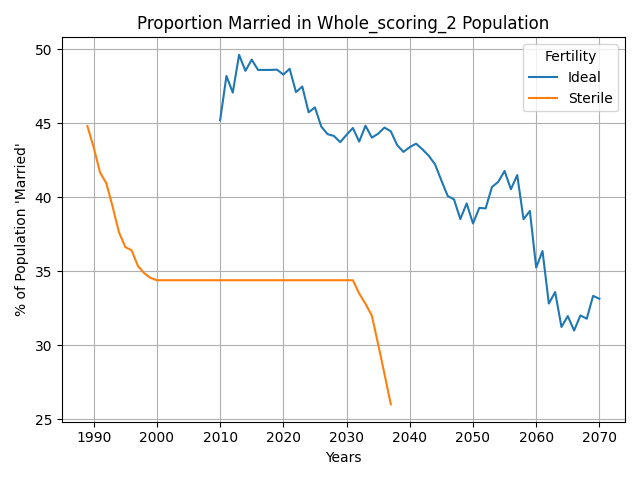 Proportion Married in Whole_scoring_2 Population
50
45
40
35
30
25
% of Population 'Married'
Fertility
Ideal
Sterile
1990 2000 2010 2020 2030 2040 2050 2060 2070
Years